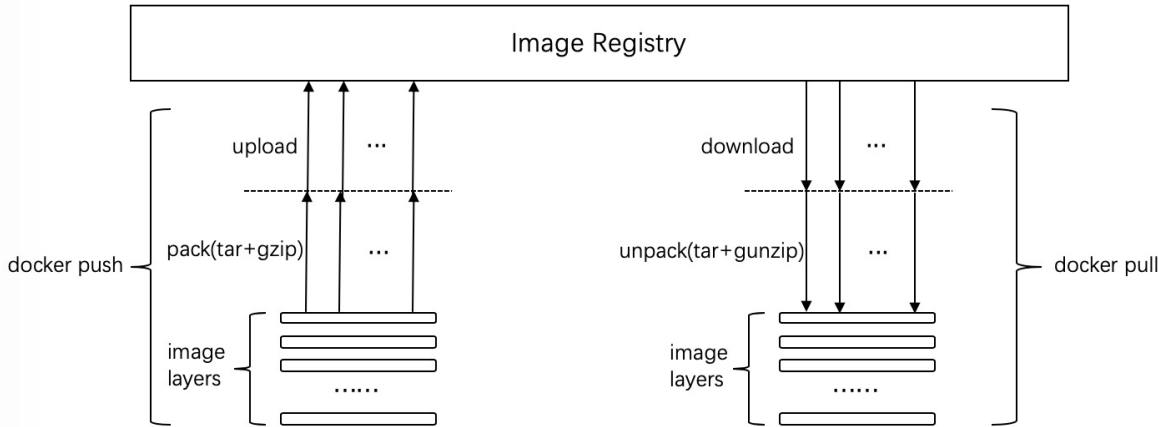 Image Registry
upload
...
download
...
pack(tar+gzip)
...
unpack(tar+gunzip)
...
docker push
docker pull
image
layers
......
image
layers
......